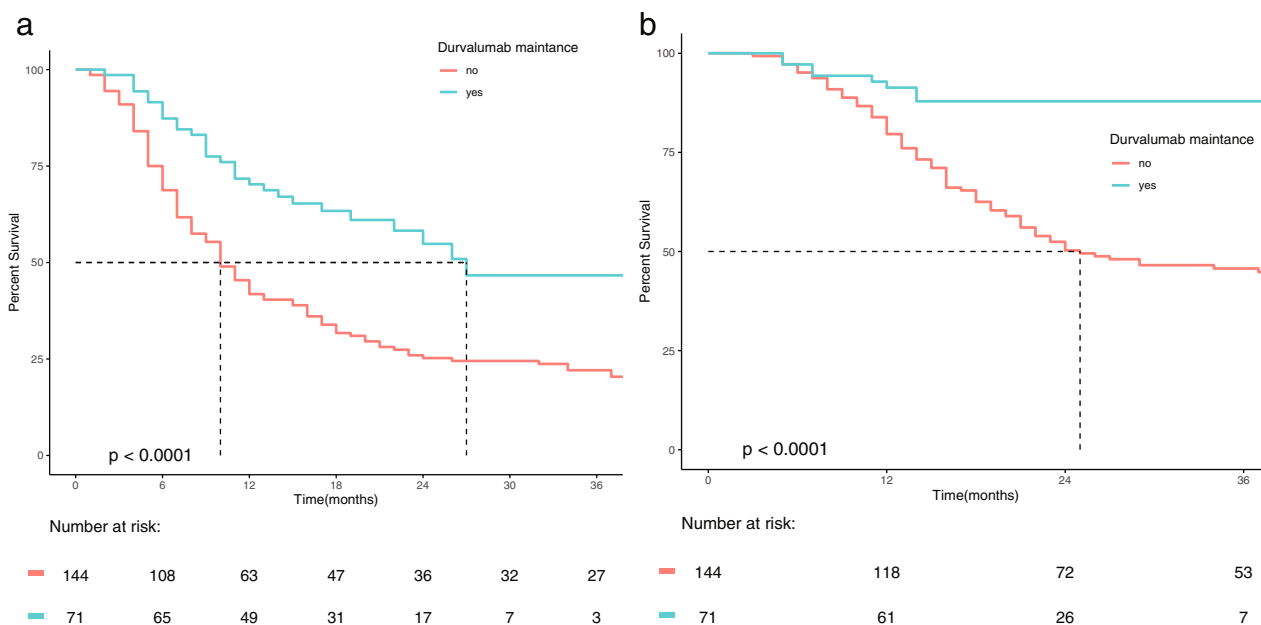 a
Durvalumab maintance
no
yes
100
75
50
25
0
Percent Survival
p < 0.0001
0 6 12 18 24 30 36
Time(months)
Number at risk:
144 108 63 47 36 32 27
71 65 49 31 17 7 3
b
100
75
50
25
0
Percent Survival
Durvalumab maintance
no
yes
p < 0.0001
0 12 24 36
Time(months)
Number at risk:
144 118 72 53
71 61 26 7